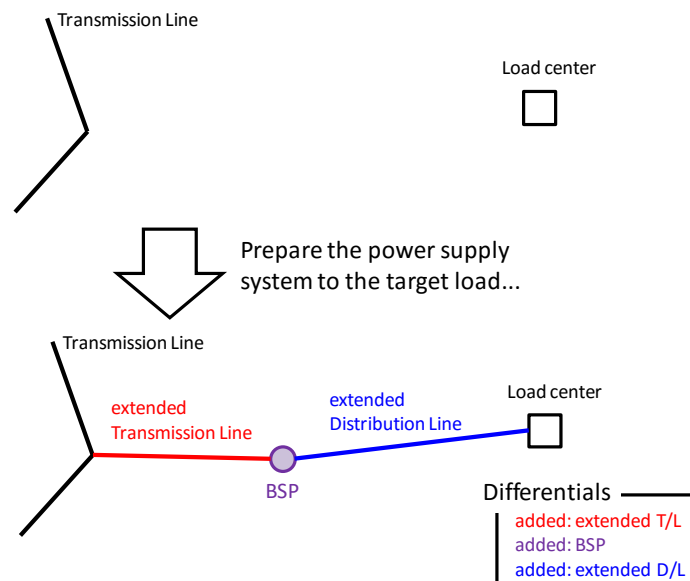 Transmission Line
Load center
Prepare the power supply
system to the target load...
Transmission Line
Load center
extended
Transmission Line
extended
Distribution Line
BSP
Differentials
added: extended T/L
added: BSP
added: extended D/L